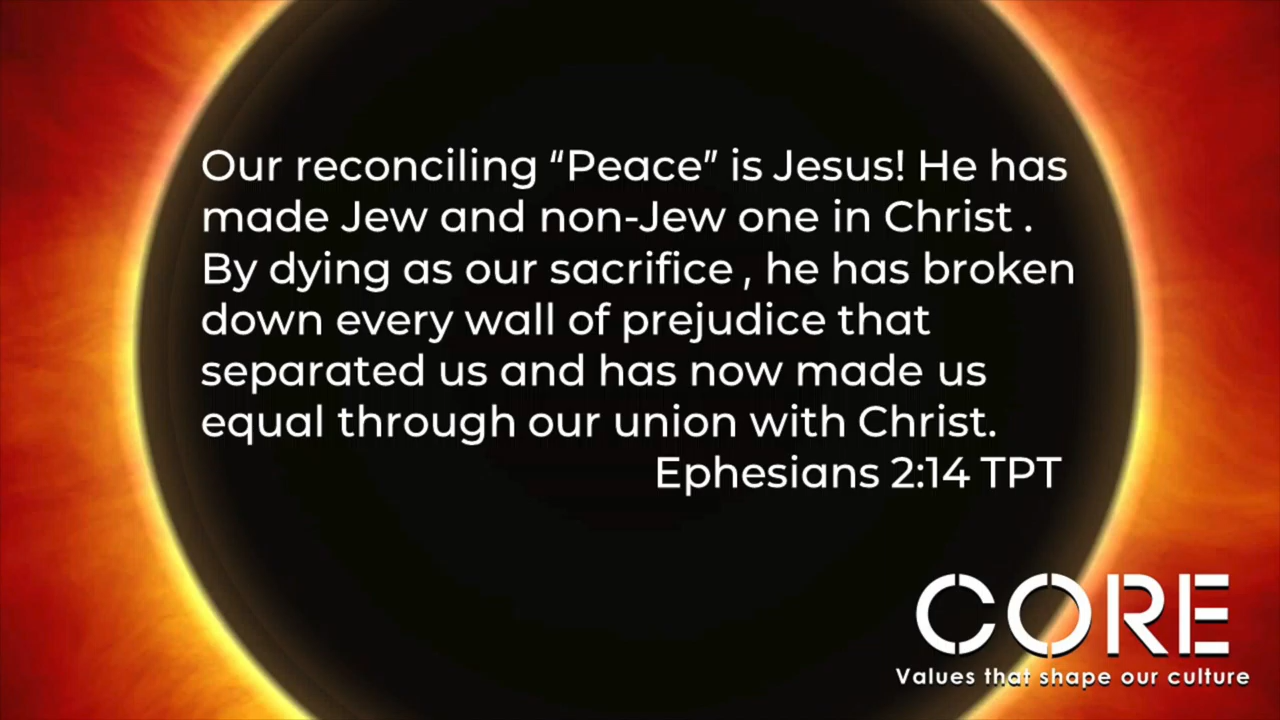 Our reconciling “Peace” is Jesus! He has
made Jew and non-Jew one in Christ .
By dying as our sacrifice , he has broken
down every wall of prejudice that
separated us and has now made us
equal through our union with Christ.
Ephesians 2:14 TPT
CORE
Values that shape our culture